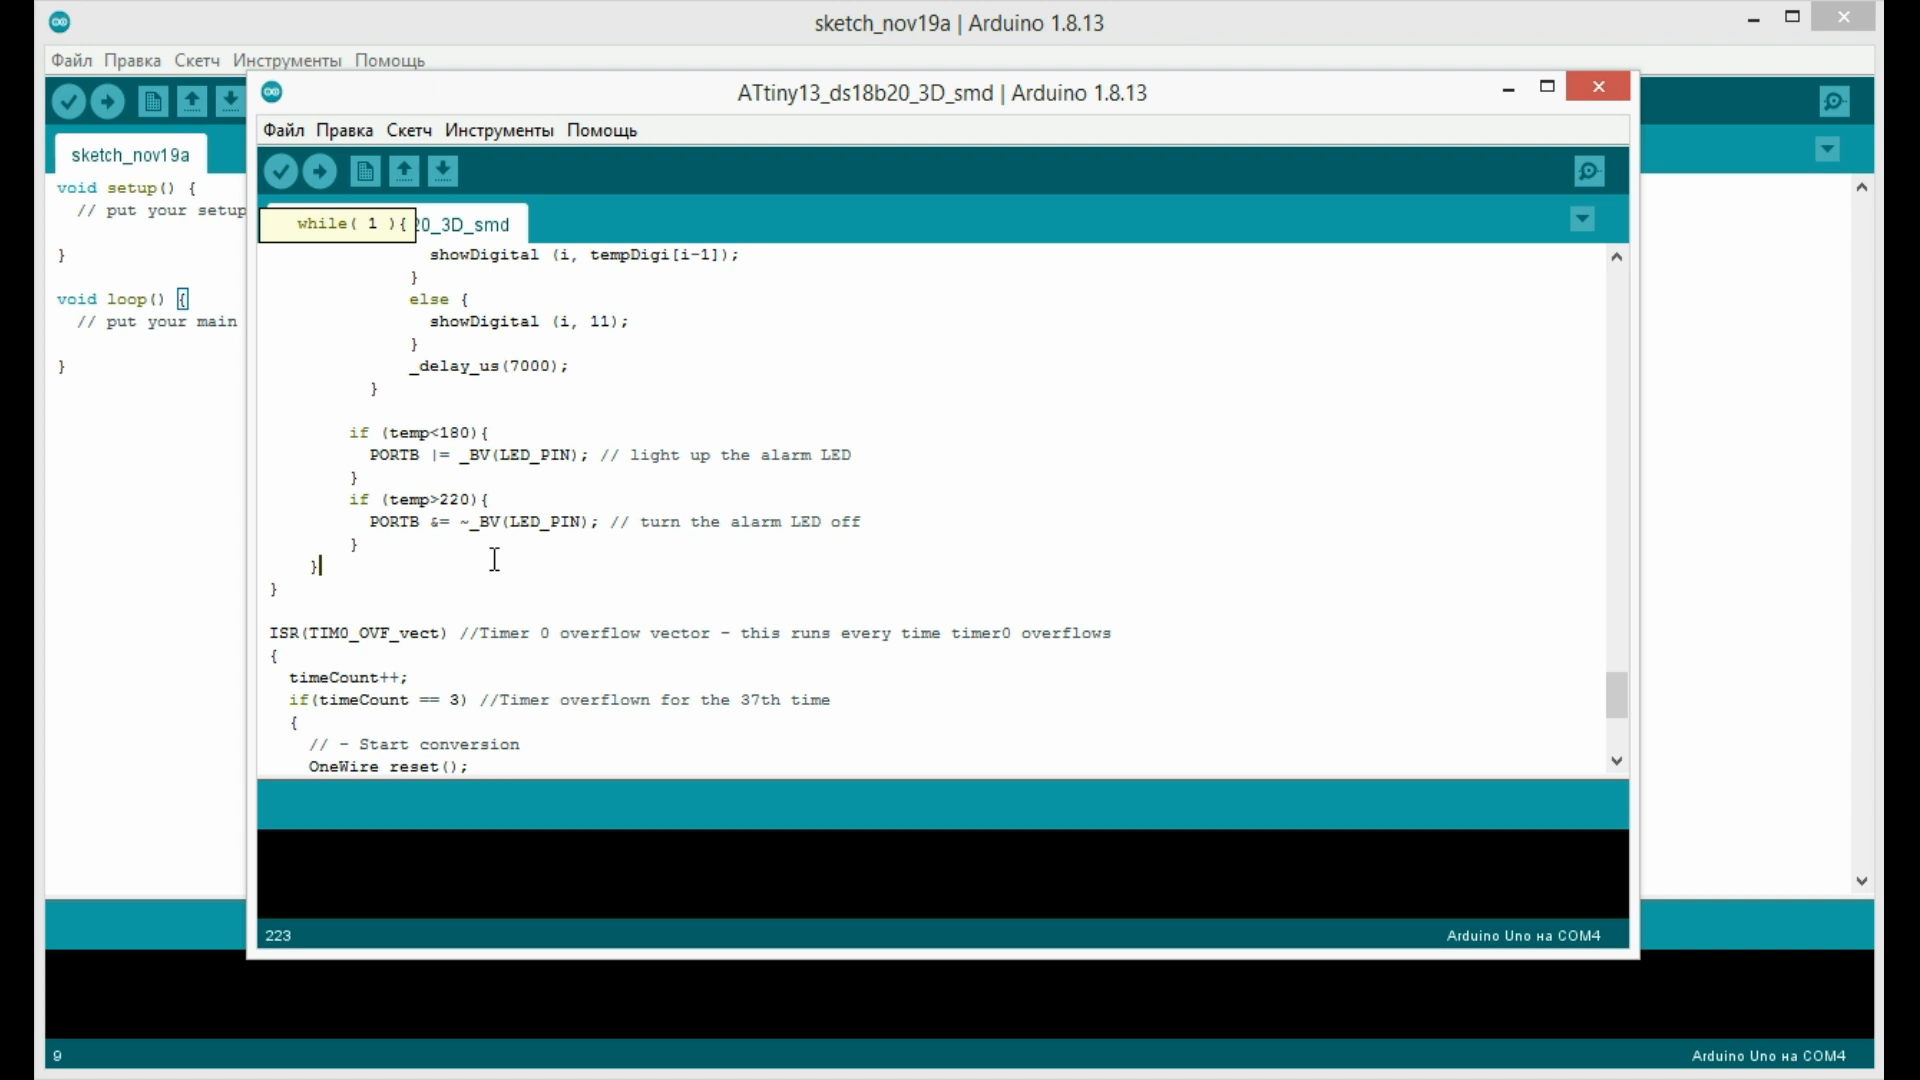 sketch_nov19a | Arduino 1.8.13
Файл Правка Скетч Инструменты Помощь
sketch_nov19a
void setup() {
// put your setup
}
void loop() {
// put your main
}
ATtiny13_ds18b20_3D_smd | Arduino 1.8.13
Файл Правка Скетч Инструменты Помощь
while( 1 ){
20_3D_smd
showDigital (i, tempDigi[i-1]);
}
else {
showDigital (i, 11);
}
_delay_us(7000);
}
if (temp<180){
PORTB |= _BV(LED_PIN); // light up the alarm LED
}
if (temp>220){
PORTB &= ~_BV(LED_PIN); // turn the alarm LED off
}
}
}
ISR(TIM0_OVF_vect) //Timer 0 overflow vector - this runs every time timer0 overflows
{
timeCount++;
if(timeCount == 3) //Timer overflown for the 37th time
{
// - Start conversion
OneWire reset();
223
Arduino Uno на COM4
9
Arduino Uno на COM4